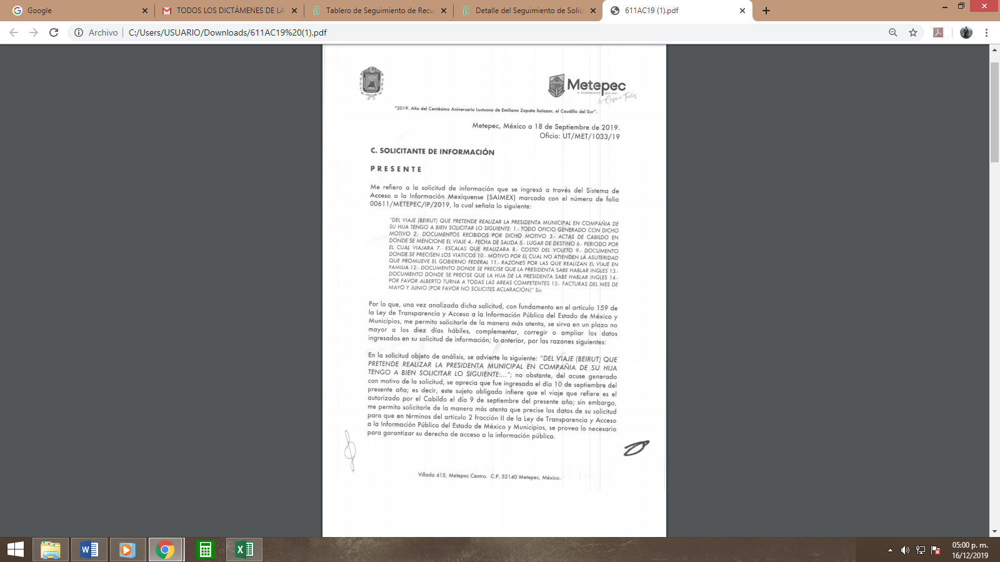 Google
TODOS LOS DICTÁMENES DE LA
Tablero de Seguimiento de Recu
Detalle del Seguimiento de Solici
611AC19 (1).pdf
Archivo
C:/Users/USUARIO/Downloads/611AC19%20(1).pdf
Metepec
H. AYUNTAMIENTO 2019-2021
Casa de Todos
"2019. Año del Centésimo Aniversario Luctuoso de Emiliano Zapata Salazar, el Caudillo del Sur".
Metepec, México a 18 de Septiembre de 2019.
Oficio: UT/MET/1033/19
C. SOLICITANTE DE INFORMACIÓN
P R E S E N T E
Me refiero a la solicitud de información que se ingresó a través del Sistema de
Acceso a la Información Mexiquense (SAIMEX) marcada con el número de folio
00611/METEPEC/IP/2019, la cual señala lo siguiente:
"DEL VIAJE (BEIRUT) QUE PRETENDE REALIZAR LA PRESIDENTA MUNICIPAL EN COMPAÑIA DE
SU HIJA TENGO A BIEN SOLICITAR LO SIGUIENTE: 1.- TODO OFICIO GENERADO CON DICHO
MOTIVO 2.- DOCUMENTOS RECIBIDOS POR DICHO MOTIVO 3.- ACTAS DE CABILDO EN
DONDE SE MENCIONE EL VIAJE 4.- FECHA DE SALIDA 5.- LUGAR DE DESTINO 6.- PERIODO POR
EL CUAL VIAJARA 7.- ESCALAS QUE REALIZARA 8.- COSTO DEL VOLETO 9.- DOCUMENTO
DONDE SE PRECISEN LOS VIATICOS 10.- MOTIVO POR EL CUAL NO ATIENDEN LA ASUTERIDAD
QUE PROMUEVE EL GOBIERNO FEDERAL 11.- RAZONES POR LAS QUE REALIZAN EL VIAJE EN
FAMILIA 12.- DOCUMENTO DONDE SE PRECISE QUE LA PRESIDENTA SABE HABLAR INGLES 13.-
DOCUMENTO DONDE SE PRECISE QUE LA HIJA DE LA PRESIDENTA SABE HABLAR INGLES 14.-
POR FAVOR ALBERTO TURNA A TODAS LAS AREAS COMPETENTES 15.- FACTURAS DEL MES DE
MAYO Y JUNIO (POR FAVOR NO SOLICITES ACLARACIÓN)" Sic
Por lo que, una vez analizada dicha solicitud, con fundamento en el artículo 159 de
la Ley de Transparencia y Acceso a la Información Pública del Estado de México y
Municipios, me permito solicitarle de la manera más atenta, se sirva en un plazo no
mayor a los diez días hábiles, complementar, corregir o ampliar los datos
ingresados en su solicitud de información; lo anterior, por las razones siguientes:
En la solicitud objeto de análisis, se advierte lo siguiente: "DEL VIAJE (BEIRUT) QUE
PRETENDE REALIZAR LA PRESIDENTA MUNICIPAL EN COMPAÑIA DE SU HIJA
TENGO A BIEN SOLICITAR LO SIGUIENTE:..."; no obstante, del acuse generado
con motivo de la solicitud, se aprecia que fue ingresada el día 10 de septiembre del
presente año; es decir, este sujeto obligado infiere que el viaje que refiere es el
autorizado por el Cabildo el día 9 de septiembre del presente año; sin embargo,
me permito solicitarle de la manera más atenta que precise los datos de su solicitud
para que en términos del artículo 2 fracción II de la Ley de Transparencia y Acceso
a la Información Pública del Estado de México y Municipios, se provea lo necesario
para garantizar su derecho de acceso a la información pública.
Villada 415, Metepec Centro. C.P. 52140 Metepec, México.
05:00 p. m.
16/12/2019